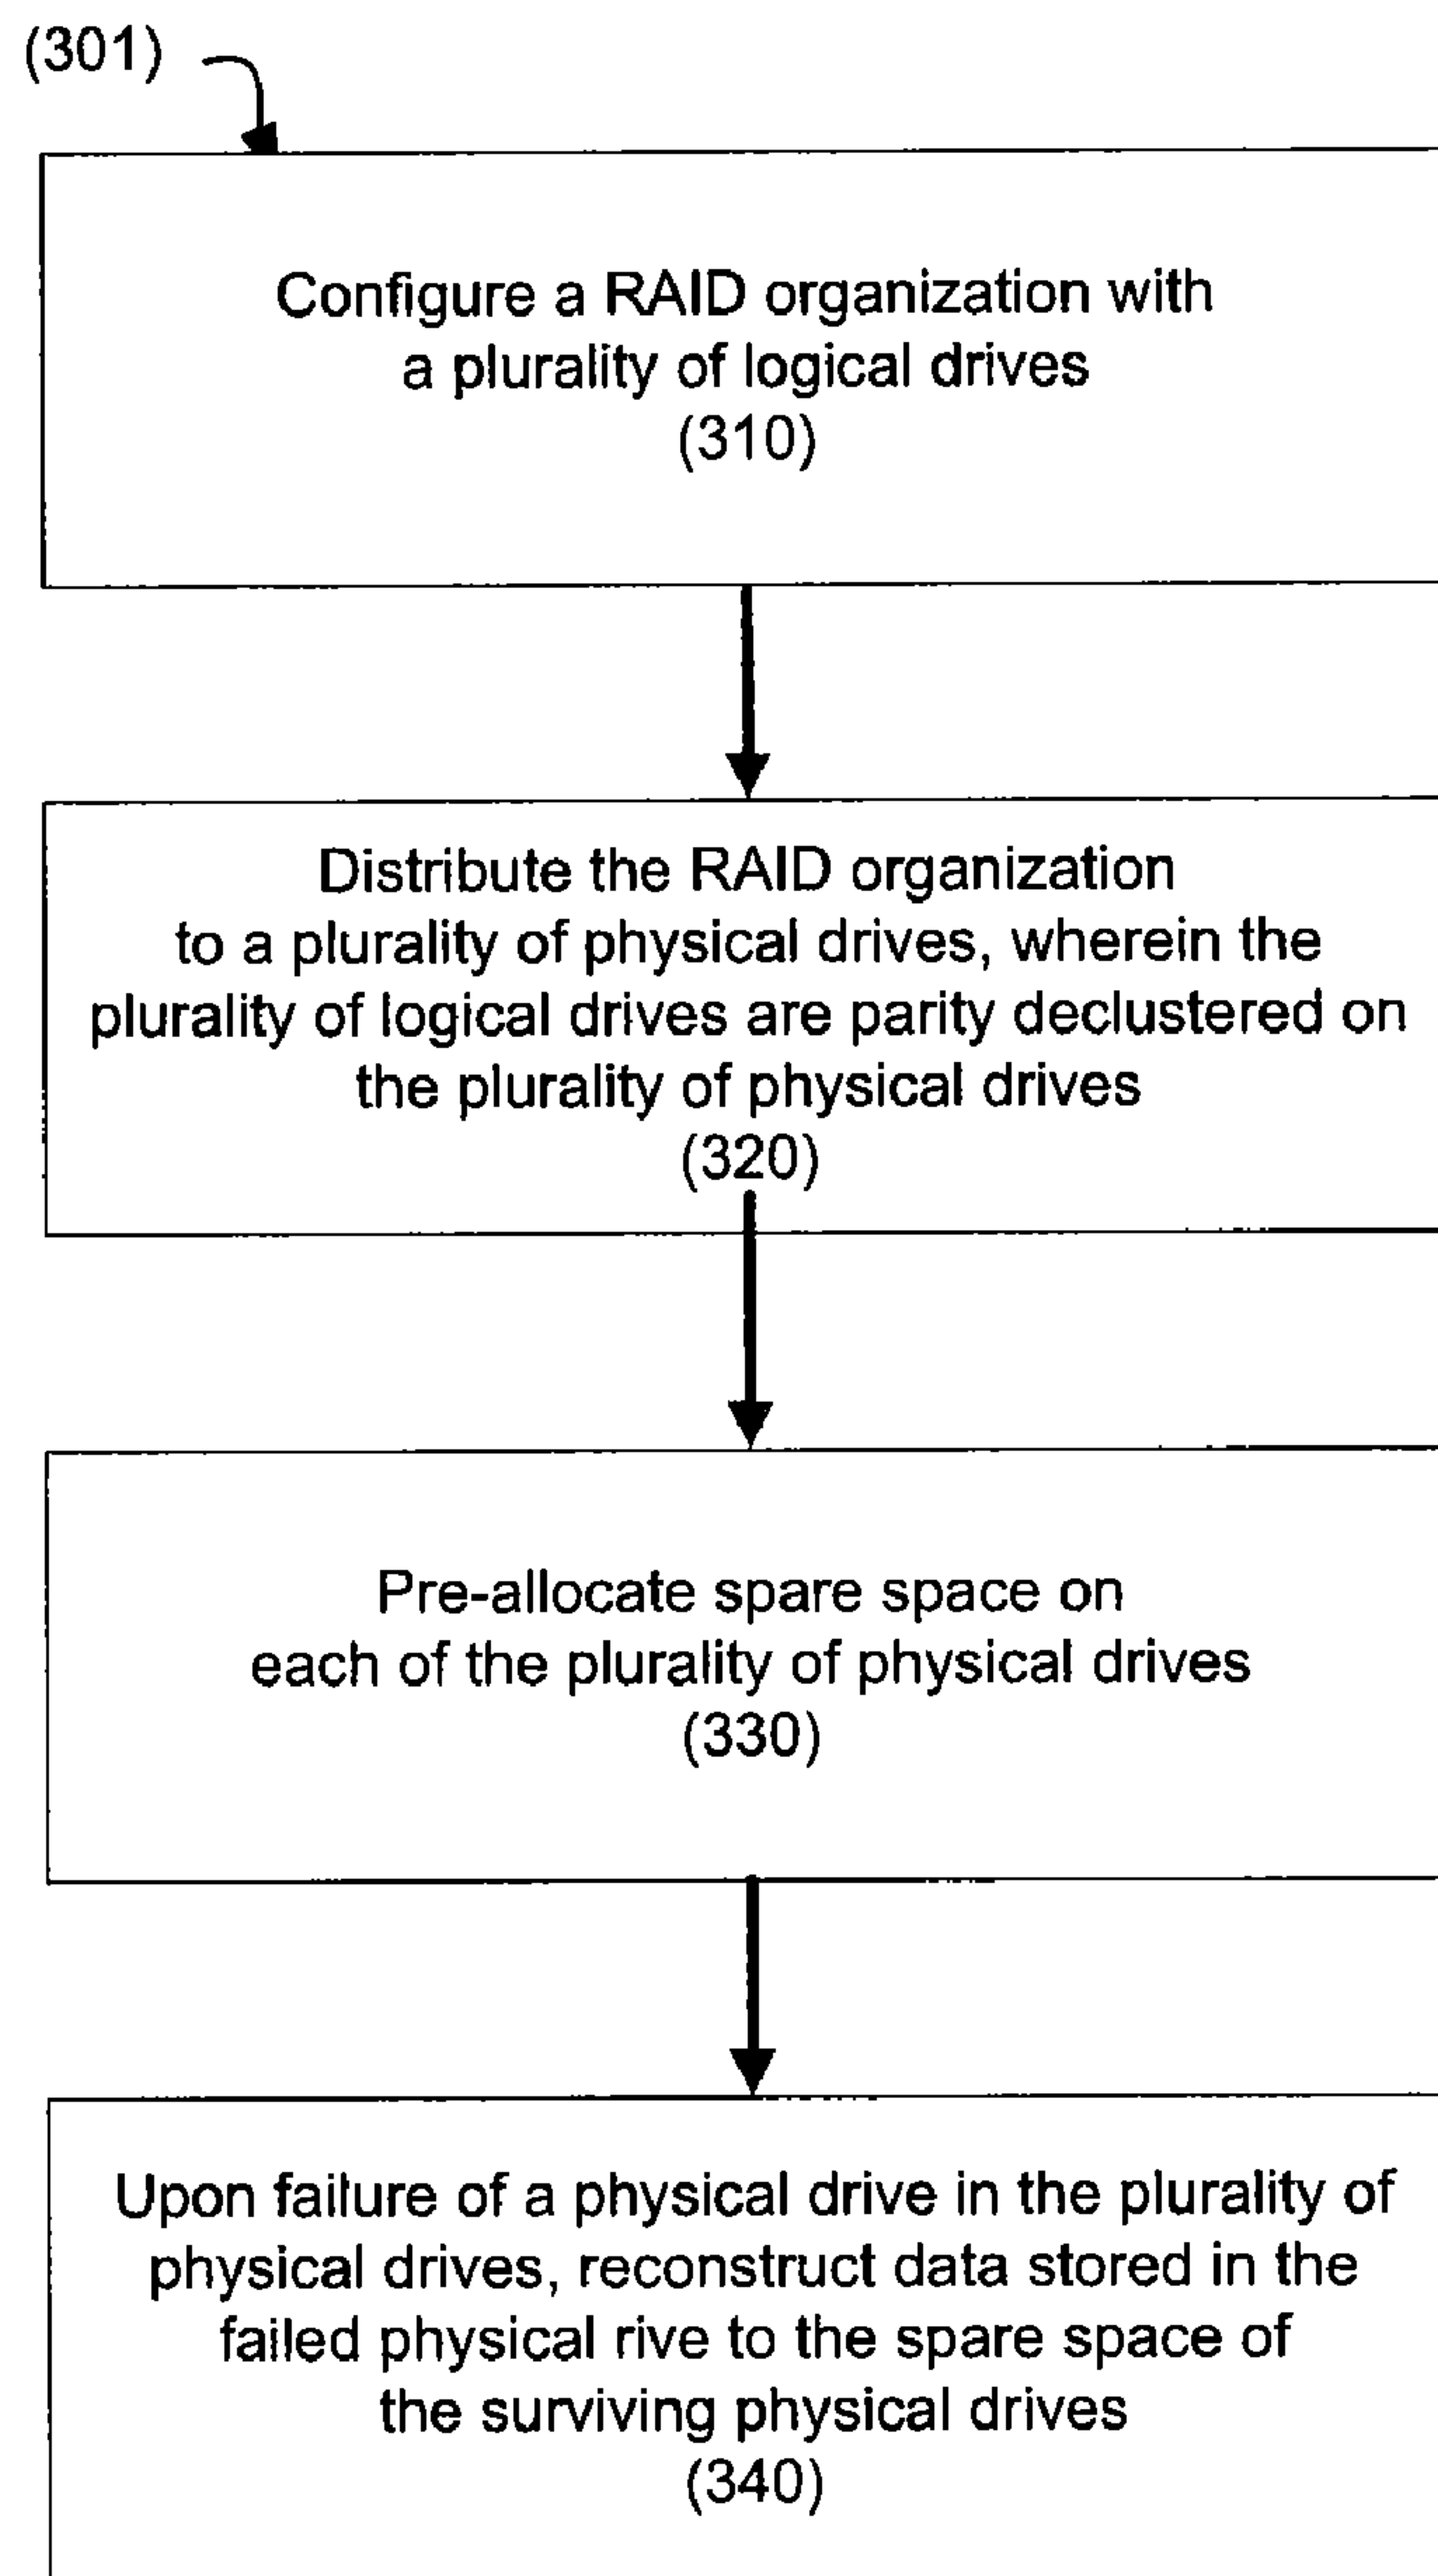 (301)
Configure a RAID organization with
a plurality of logical drives
(310)
Distribute the RAID organization
to a plurality of physical drives, wherein the
plurality of logical drives are parity declustered on
the plurality of physical drives
(320)
Pre-allocate spare space on
each of the plurality of physical drives
(330)
Upon failure of a physical drive in the plurality of
physical drives, reconstruct data stored in the
failed physical rive to the spare space of
the surviving physical drives
(340)